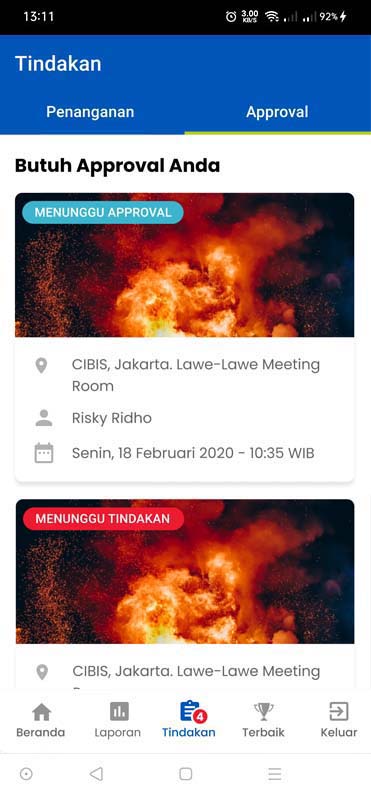 13:11
3.00
KB/S
92%
Tindakan
Penanganan
Approval
Butuh Approval Anda
MENUNGGU APPROVAL
CIBIS, Jakarta. Lawe-Lawe Meeting
Room
Risky Ridho
Senin, 18 Februari 2020 - 10:35 WIB
MENUNGGU TINDAKAN
CIBIS, Jakarta. Lawe-Lawe Meeting
4
Beranda
Laporan
Tindakan
Terbaik
Keluar